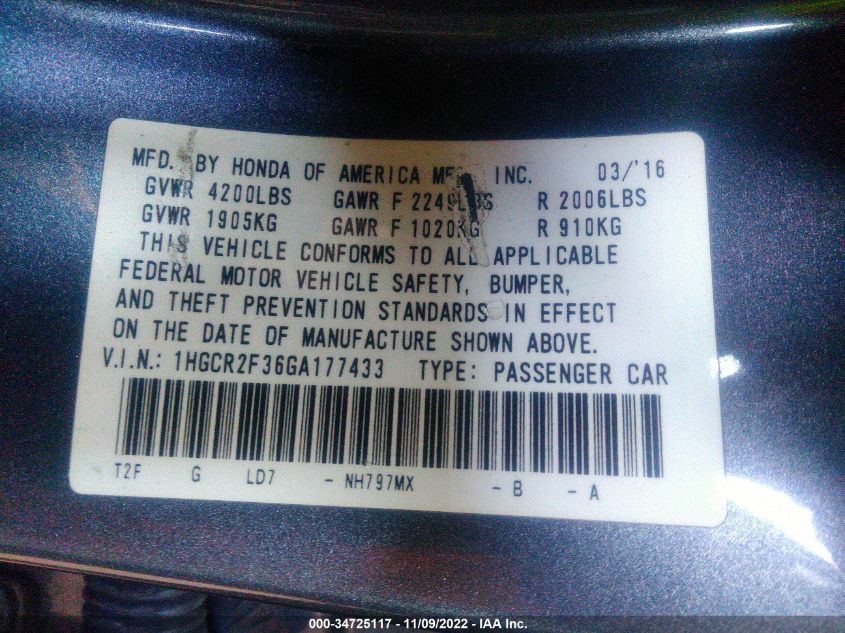 MFD. BY HONDA OF AMERICA MFG. INC. 03/'16
GVWR 4200LBS GAWR F 2249LBS R 2006LBS
GVWR 1905KG GAWR F 1020KG R 910KG
THIS VEHICLE CONFORMS TO ALL APPLICABLE
FEDERAL MOTOR VEHICLE SAFETY, BUMPER,
AND THEFT PREVENTION STANDARDS IN EFFECT
ON THE DATE OF MANUFACTURE SHOWN ABOVE.
V.I.N.: 1HGCR2F36GA177433 TYPE: PASSENGER CAR
T2F G LD7 - NH797MX - B - A
000-34725117 - 11/09/2022 - IAA Inc.